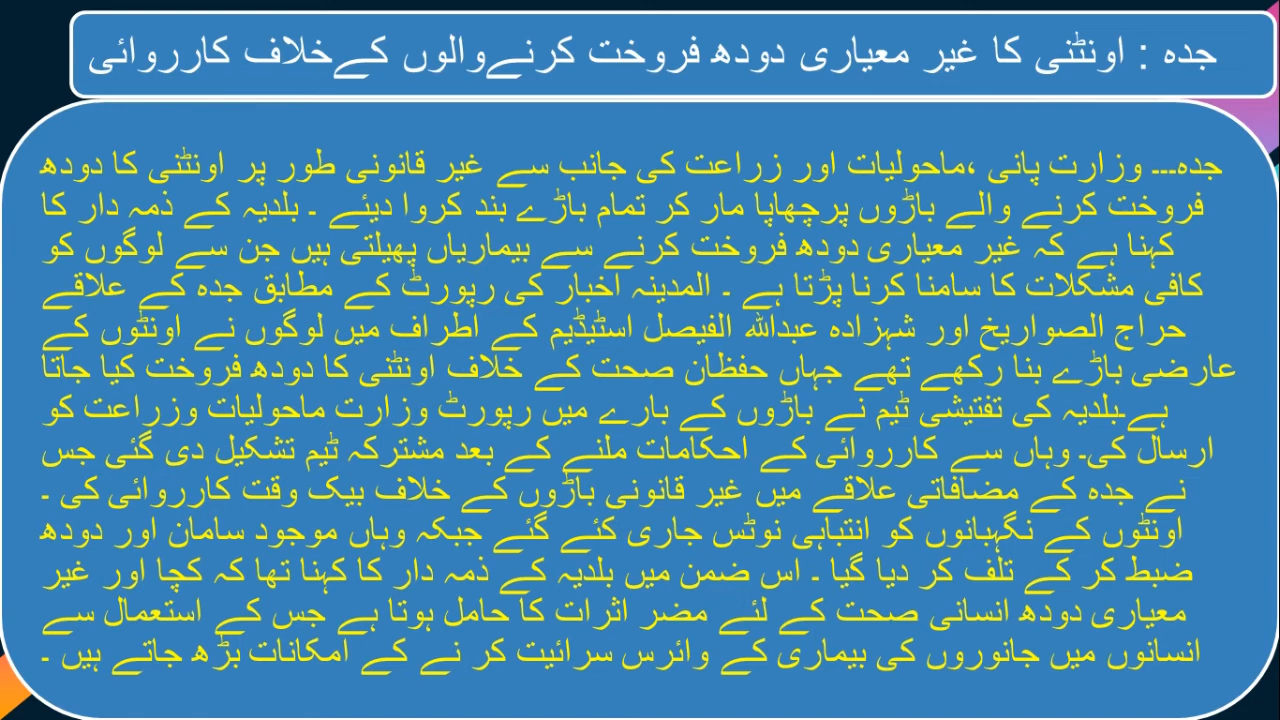 جدہ : اونٹنی کا غیر معیاری دودھ فروخت کرنےوالوں کےخلاف کارروائی
جدہ--- وزارت پانی ،ماحولیات اور زراعت کی جانب سے غیر قانونی طور پر اونٹنی کا دودھ
فروخت کرنے والے باڑوں پرچھاپا مار کر تمام باڑے بند کروا دیئے ۔ بلدیہ کے ذمہ دار کا
کہنا ہے کہ غیر معیاری دودھ فروخت کرنے سے بیماریاں پھیلتی ہیں جن سے لوگوں کو
کافی مشکلات کا سامنا کرنا پڑتا ہے ۔ المدینہ اخبار کی رپورٹ کے مطابق جدہ کے علاقے
حراج الصواریخ اور شہزادہ عبداللہ الفیصل اسٹیڈیم کے اطراف میں لوگوں نے اونٹوں کے
عارضی باڑے بنا رکھے تھے جہاں حفظان صحت کے خلاف اونٹنی کا دودھ فروخت کیا جاتا
ہے۔بلدیہ کی تفتیشی ٹیم نے باڑوں کے بارے میں رپورٹ وزارت ماحولیات وزراعت کو
ارسال کی۔ وہاں سے کارروائی کے احکامات ملنے کے بعد مشترکہ ٹیم تشکیل دی گئی جس
نے جدہ کے مضافاتی علاقے میں غیر قانونی باڑوں کے خلاف بیک وقت کارروائی کی ۔
اونٹوں کے نگہبانوں کو انتباہی نوٹس جاری کئے گئے جبکہ وہاں موجود سامان اور دودھ
ضبط کر کے تلف کر دیا گیا ۔ اس ضمن میں بلدیہ کے ذمہ دار کا کہنا تھا کہ کچا اور غیر
معیاری دودھ انسانی صحت کے لئے مضر اثرات کا حامل ہوتا ہے جس کے استعمال سے
انسانوں میں جانوروں کی بیماری کے وائرس سرائیت کر نے کے امکانات بڑھ جاتے ہیں ۔